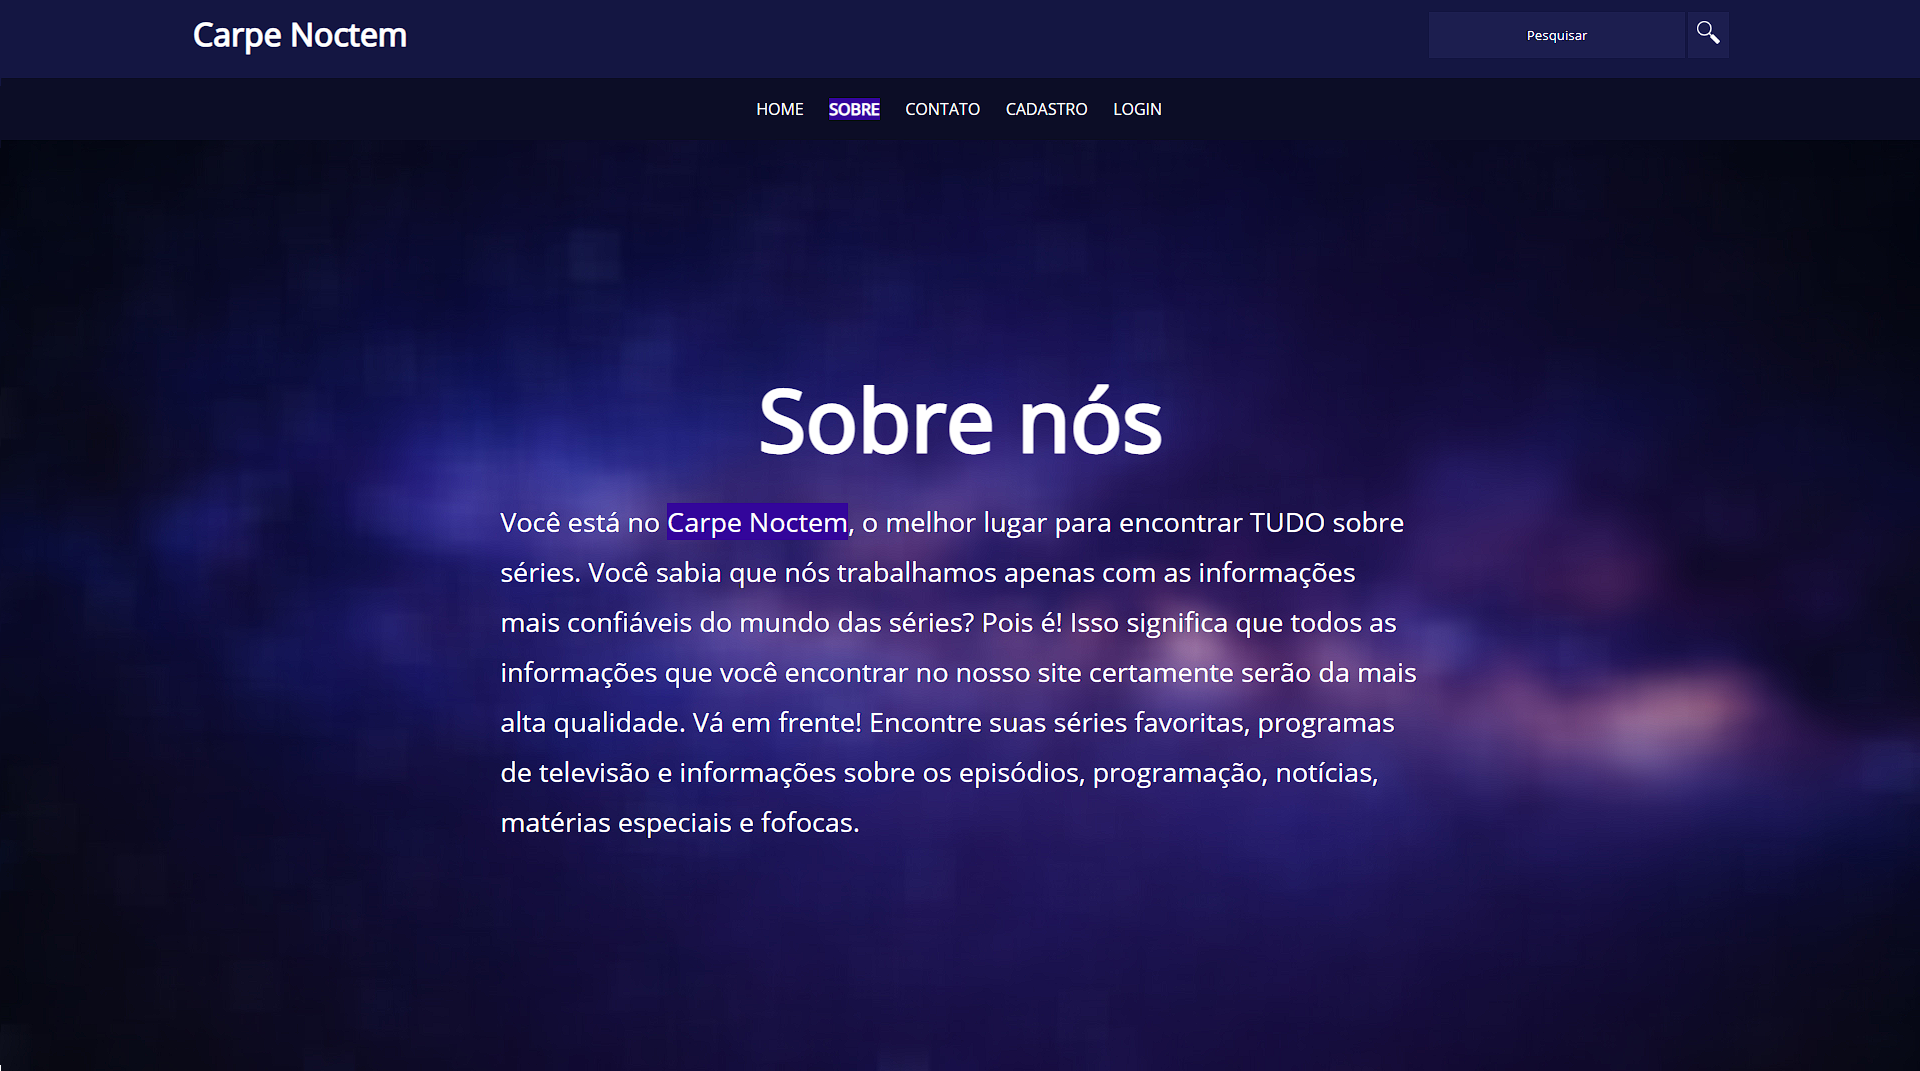 Carpe Noctem
Pesquisar
HOME SOBRE CONTATO CADASTRO LOGIN
Sobre nós
Você está no Carpe Noctem, o melhor lugar para encontrar TUDO sobre
séries. Você sabia que nós trabalhamos apenas com as informações
mais confiáveis do mundo das séries? Pois é! Isso significa que todos as
informações que você encontrar no nosso site certamente serão da mais
alta qualidade. Vá em frente! Encontre suas séries favoritas, programas
de televisão e informações sobre os episódios, programação, notícias,
matérias especiais e fofocas.